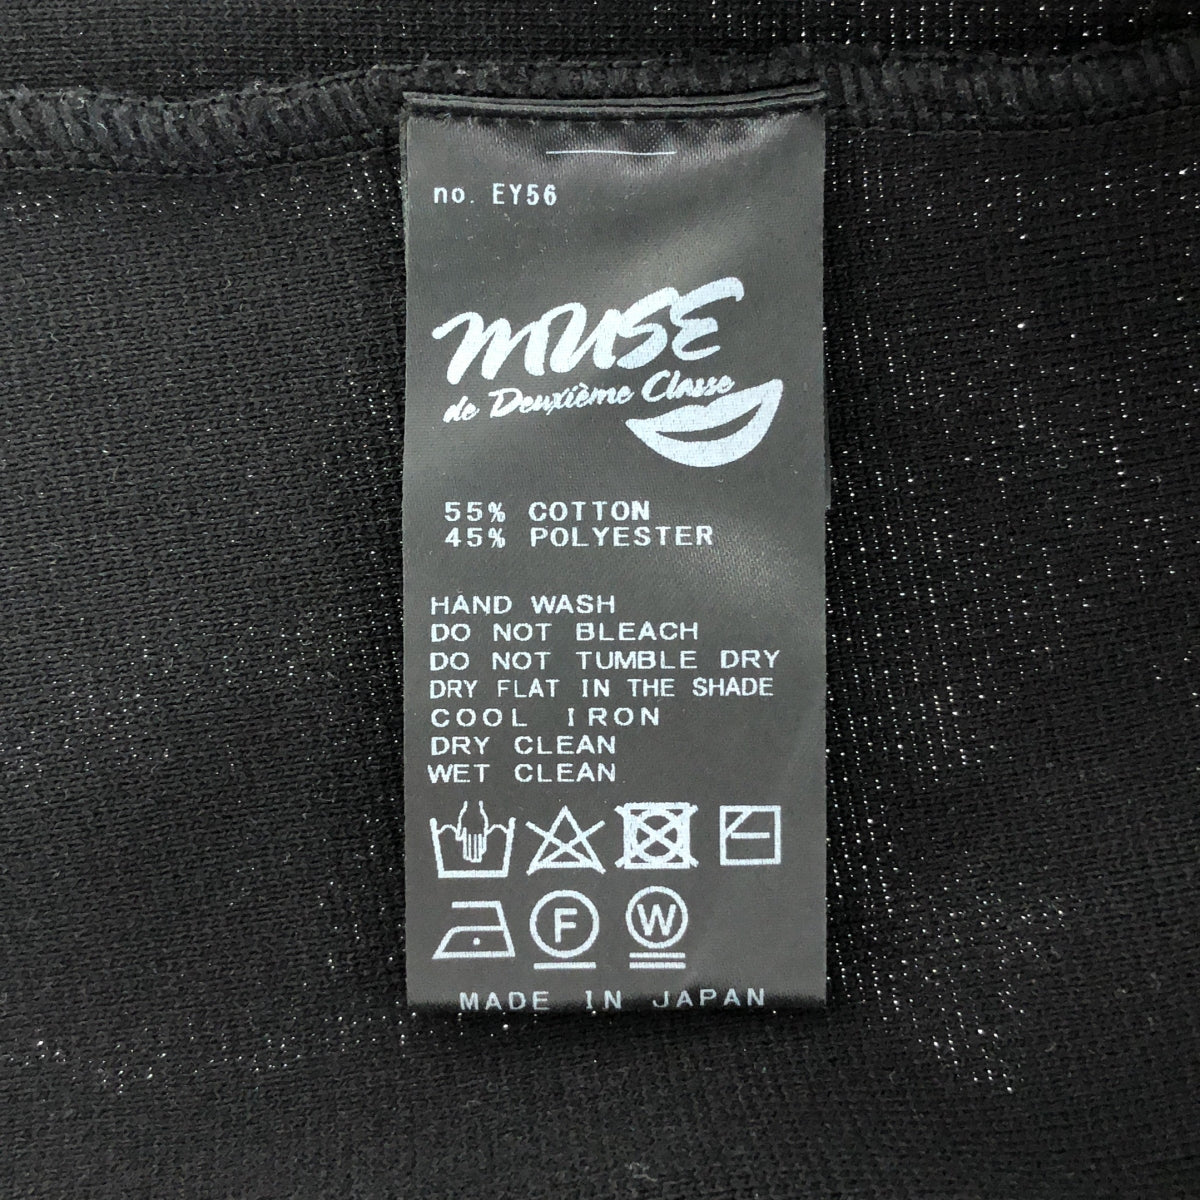 no. EY56
MUSE
de Deuxième Classe
55% COTTON
45% POLYESTER
HAND WASH
DO NOT BLEACH
DO NOT TUMBLE DRY
DRY FLAT IN THE SHADE
COOL IRON
DRY CLEAN
WET CLEAN
F W
MADE IN JAPAN